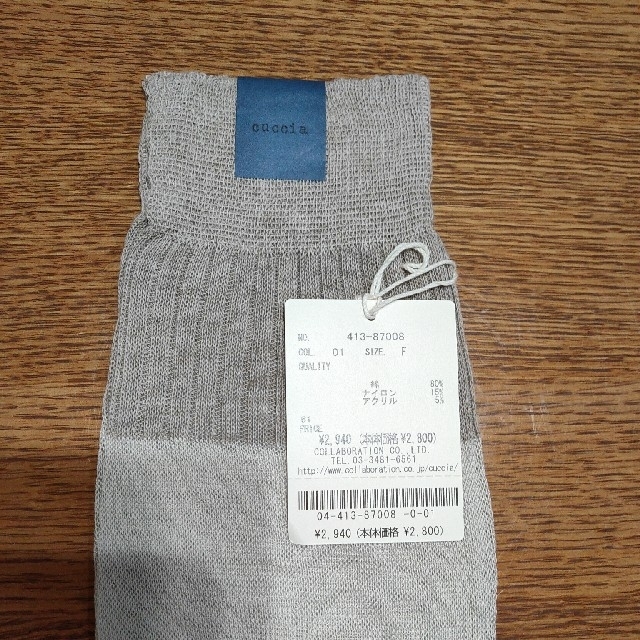 cuccia
NO. 413-87008
COL. 01 SIZE. F
QUALITY
綿 80%
ナイロン 15%
アクリル 5%
PRICE
¥2,940 (本体価格 ¥2,800)
COLLABORATION CO.,LTD.
TEL.03-3461-6561
http://www.collaboration.co.jp/cuccia/
04-413-87008 -0-01
¥2,940 (本体価格 ¥2,800)